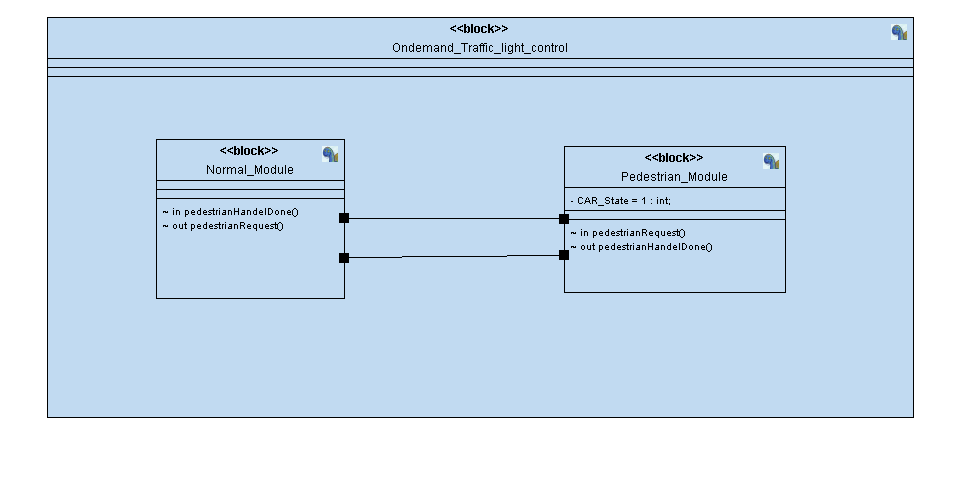 <<block>>
Ondemand_Traffic_light_control
<<block>>
Normal_Module
~ in pedestrianHandelDone()
~ out pedestrianRequest()
<<block>>
Pedestrian_Module
- CAR_State = 1 : int;
~ in pedestrianRequest()
~ out pedestrianHandelDone()